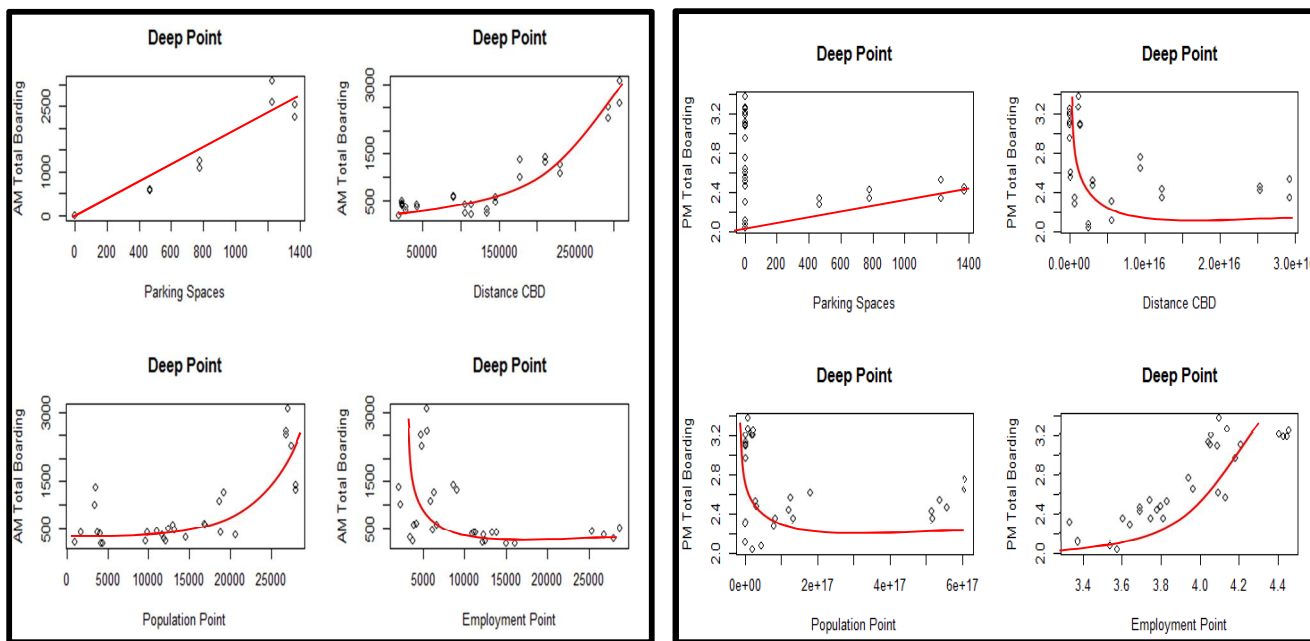 Deep Point
AM Total Boarding
0 1000 2500
0 200 400 600 800 1000 1200 1400
Parking Spaces
Deep Point
AM Total Boarding
500 1500 3000
50000 150000 250000
Distance CBD
Deep Point
AM Total Boarding
500 1500 3000
0 5000 10000 15000 20000 25000
Population Point
Deep Point
AM Total Boarding
500 1500 3000
5000 10000 15000 20000 25000
Employment Point
Deep Point
PM Total Boarding
2.0 2.4 2.8 3.2
0 200 400 600 800 1000 1200 1400
Parking Spaces
Deep Point
PM Total Boarding
2.0 2.4 2.8 3.2
0.0e+00 1.0e+16 2.0e+16 3.0e+16
Distance CBD
Deep Point
PM Total Boarding
2.0 2.4 2.8 3.2
0e+00 2e+17 4e+17 6e+17
Population Point
Deep Point
PM Total Boarding
2.0 2.4 2.8 3.2
3.4 3.6 3.8 4.0 4.2 4.4
Employment Point